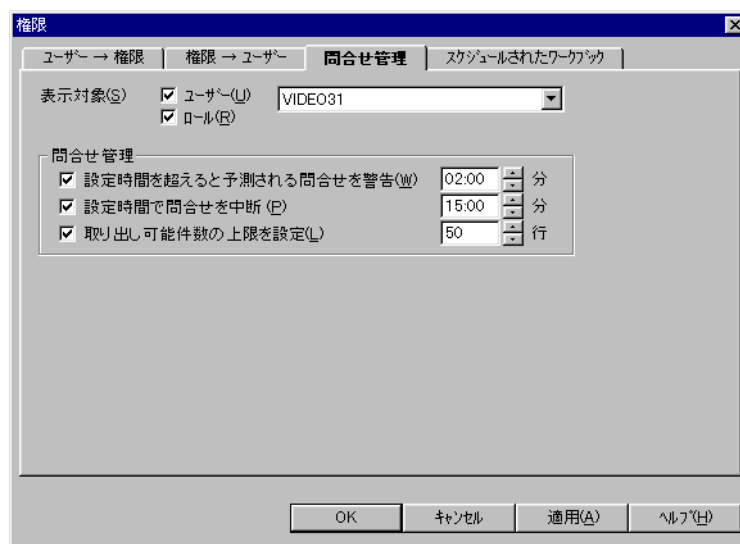 権限
ユーザー → 権限 権限 → ユーザー 問合せ管理 スケジュールされたワークブック
表示対象(S) ユーザー(U) VIDEO31
ロール(R)
問合せ管理
設定時間を超えると予測される問合せを警告(W) 02:00 分
設定時間で問合せを中断 (P) 15:00 分
取り出し可能件数の上限を設定(L) 50 行
OK キャンセル 適用(A) ヘルプ(H)